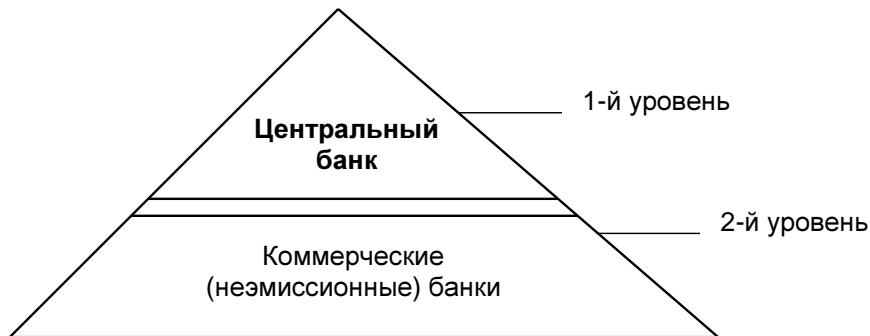 1-й уровень
Центральный
банк
2-й уровень
Коммерческие
(неэмиссионные) банки